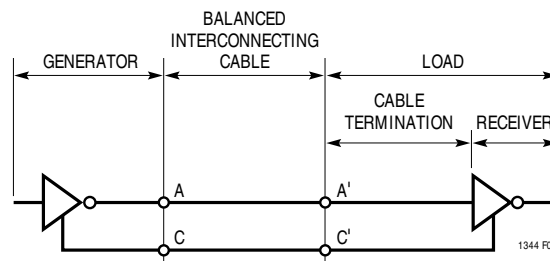 BALANCED
INTERCONNECTING
CABLE
GENERATOR
LOAD
CABLE
TERMINATION
RECEIVER
A
A'
C
C'
1344 F0